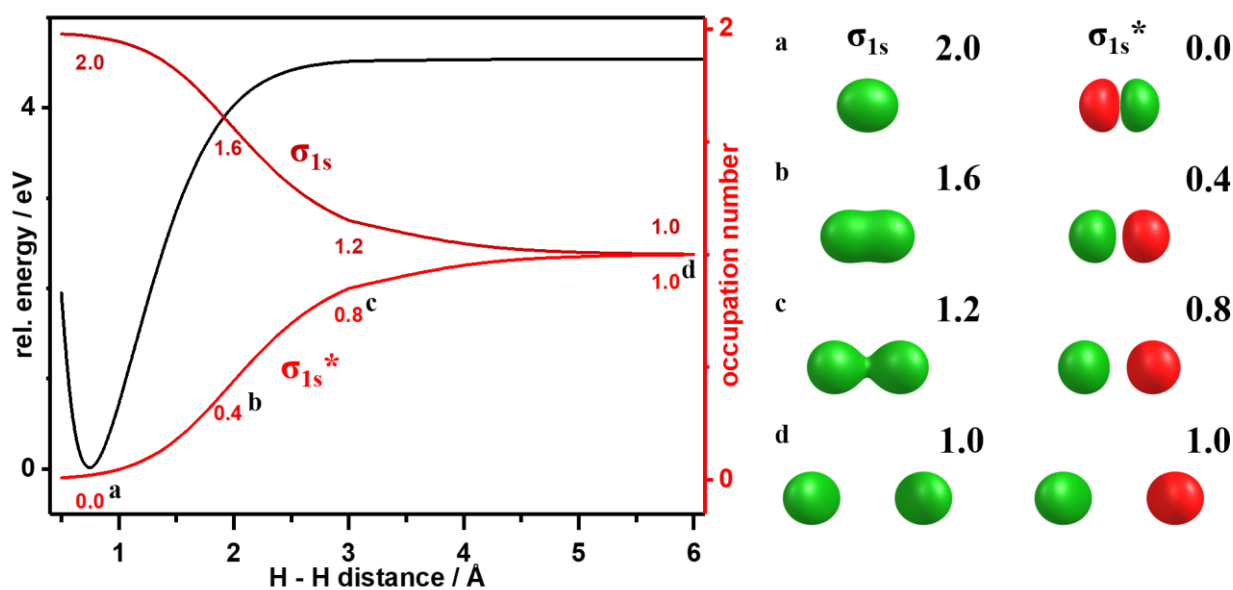 rel. energy / eV
4
0
2.0
1.6
σ1s
1.2
1.0
1.0
d
0.8
c
σ1s*
0.4
b
0.0
a
1
2
3
4
5
6
H - H distance / Å
2
0
occupation number
a
σ1s
2.0
σ1s*
0.0
b
1.6
0.4
c
1.2
0.8
d
1.0
1.0